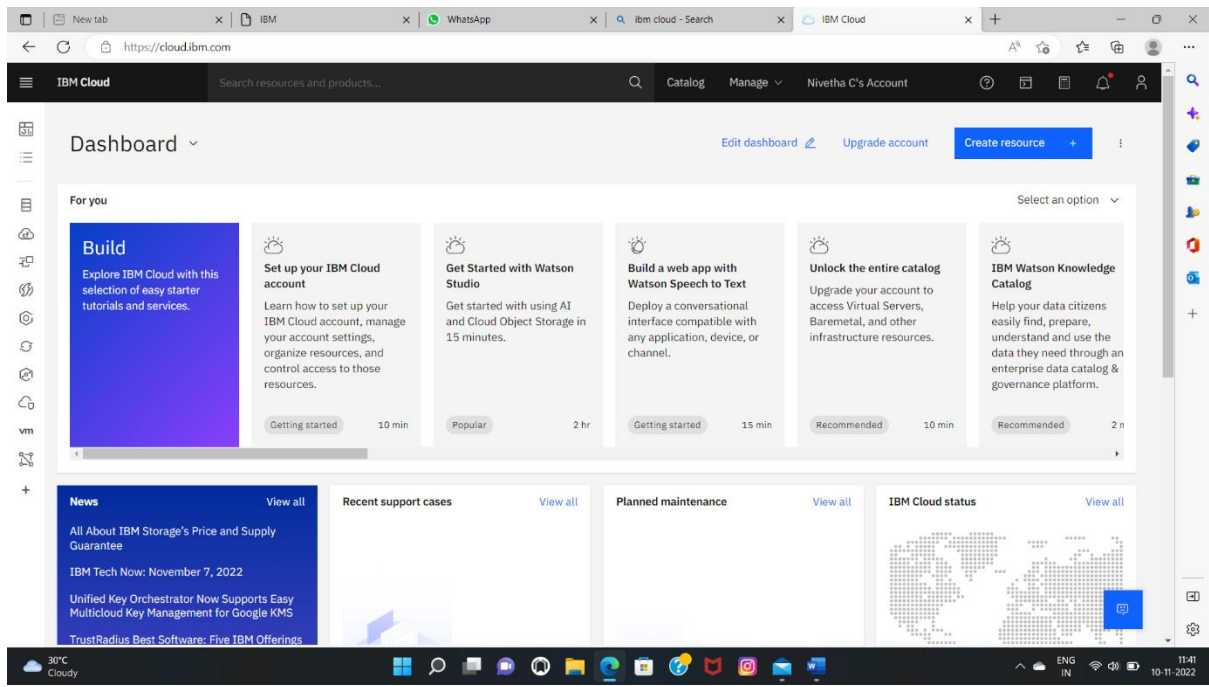 New tab
IBM
WhatsApp
ibm cloud - Search
IBM Cloud
https://cloud.ibm.com
IBM Cloud
Search resources and products...
Catalog
Manage
Nivetha C's Account
Dashboard
Edit dashboard
Upgrade account
Create resource +
For you
Select an option
Build
Explore IBM Cloud with this
selection of easy starter
tutorials and services.
Set up your IBM Cloud
account
Learn how to set up your
IBM Cloud account, manage
your account settings,
organize resources, and
control access to those
resources.
Getting started
10 min
Get Started with Watson
Studio
Get started with using AI
and Cloud Object Storage in
15 minutes.
Popular
2 hr
Build a web app with
Watson Speech to Text
Deploy a conversational
interface compatible with
any application, device, or
channel.
Getting started
15 min
Unlock the entire catalog
Upgrade your account to
access Virtual Servers,
Baremetal, and other
infrastructure resources.
Recommended
10 min
IBM Watson Knowledge
Catalog
Help your data citizens
easily find, prepare,
understand and use the
data they need through an
enterprise data catalog &
governance platform.
Recommended
2
vm
News
View all
All About IBM Storage's Price and Supply
Guarantee
IBM Tech Now: November 7, 2022
Unified Key Orchestrator Now Supports Easy
Multicloud Key Management for Google KMS
TrustRadius Best Software: Five IBM Offerings
Recent support cases
View all
Planned maintenance
View all
IBM Cloud status
View all
30°C
Cloudy
ENG
IN
11:41
10-11-2022